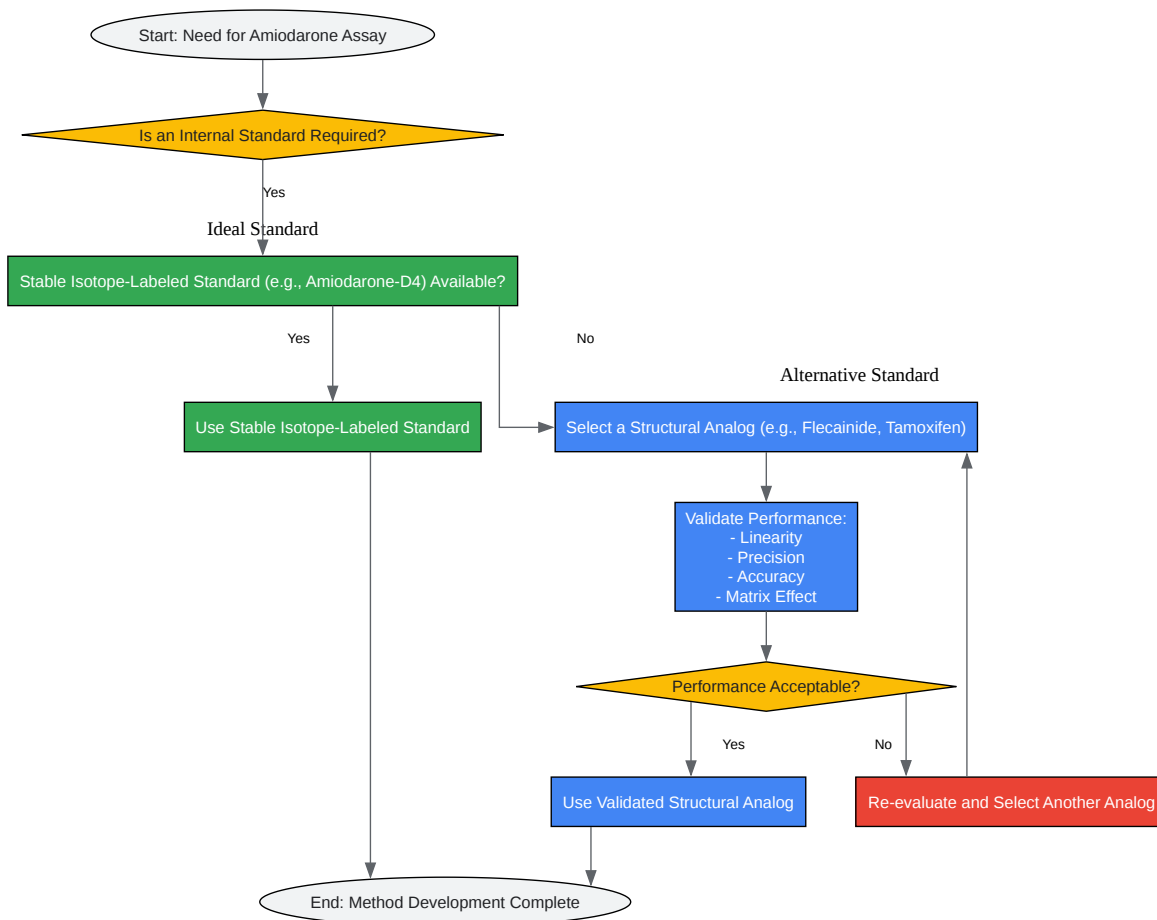 Start: Need for Amiodarone Assay
Is an Internal Standard Required?
Yes
Ideal Standard
Stable Isotope-Labeled Standard (e.g., Amiodarone-D4) Available?
Yes
No
Alternative Standard
Use Stable Isotope-Labeled Standard
Select a Structural Analog (e.g., Flecainide, Tamoxifen)
Validate Performance:
- Linearity
- Precision
- Accuracy
- Matrix Effect
Performance Acceptable?
Yes
No
Use Validated Structural Analog
Re-evaluate and Select Another Analog
End: Method Development Complete